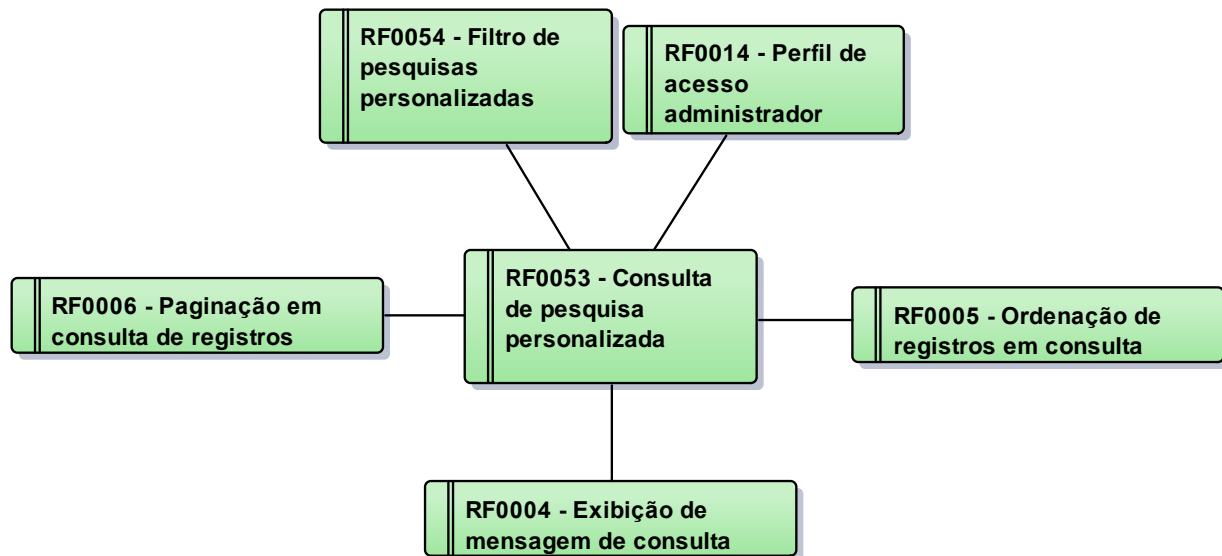 RF0054 - Filtro de
pesquisas
personalizadas
RF0014 - Perfil de
acesso
administrador
RF0053 - Consulta
de pesquisa
personalizada
RF0006 - Paginação em
consulta de registros
RF0005 - Ordenação de
registros em consulta
RF0004 - Exibição de
mensagem de consulta